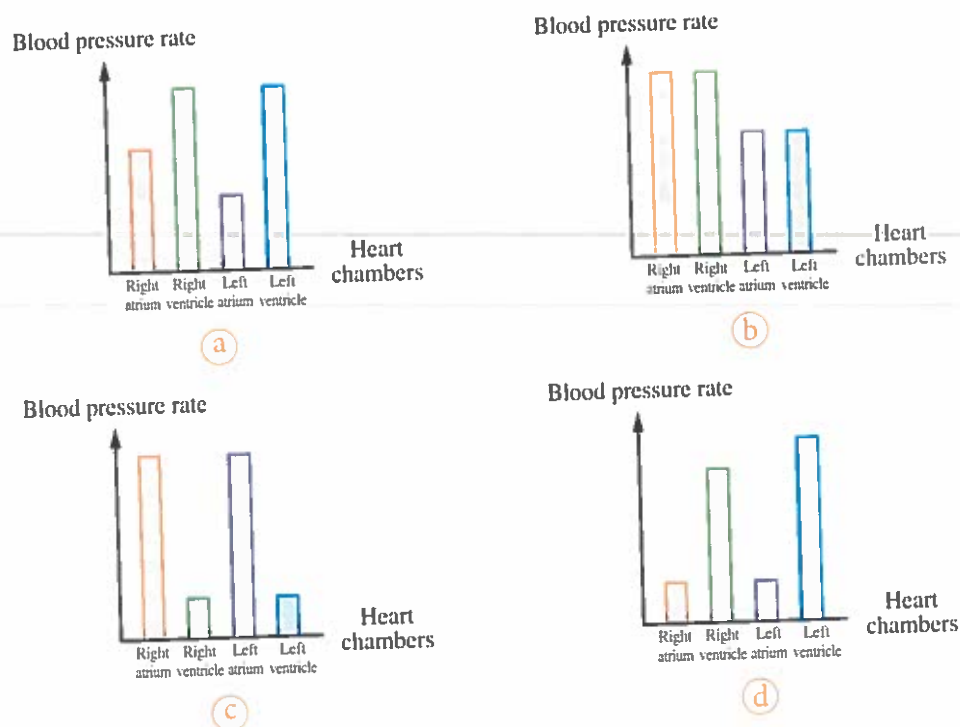 Blood pressure rate
Heart
chambers
Right Right Left Left
atrium ventricle atrium ventricle
a
Blood pressure rate
Heart
chambers
Right Right Left Left
atrium ventricle atrium ventricle
b
Blood pressure rate
Heart
chambers
Right Right Left Left
atrium ventricle atrium ventricle
c
Blood pressure rate
Heart
chambers
Right Right Left Left
atrium ventricle atrium ventricle
d